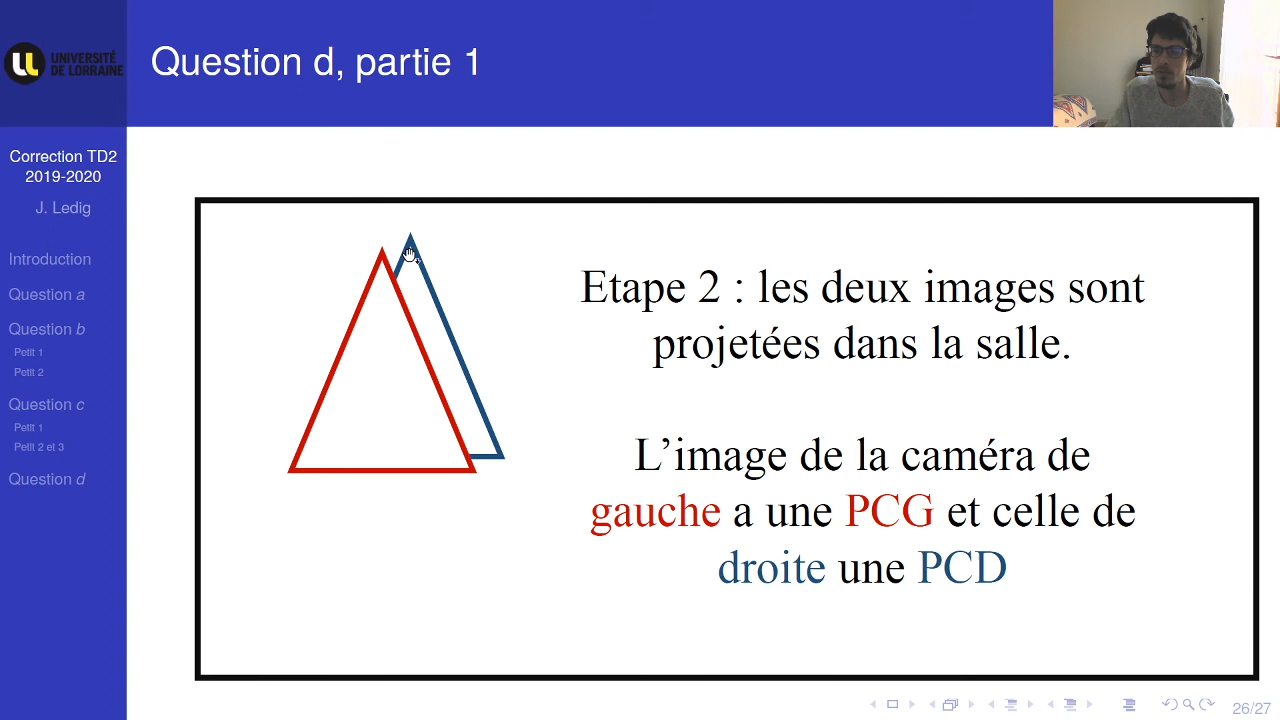 Question d, partie 1
UNIVERSITÉ
DE LORRAINE
Correction TD2
2019-2020
J. Ledig
Introduction
Question a
Question b
Petit 1
Petit 2
Question c
Petit 1
Petit 2 et 3
Question d
Etape 2 : les deux images sont
projetées dans la salle.
L’image de la caméra de
gauche a une PCG et celle de
droite une PCD
26/27